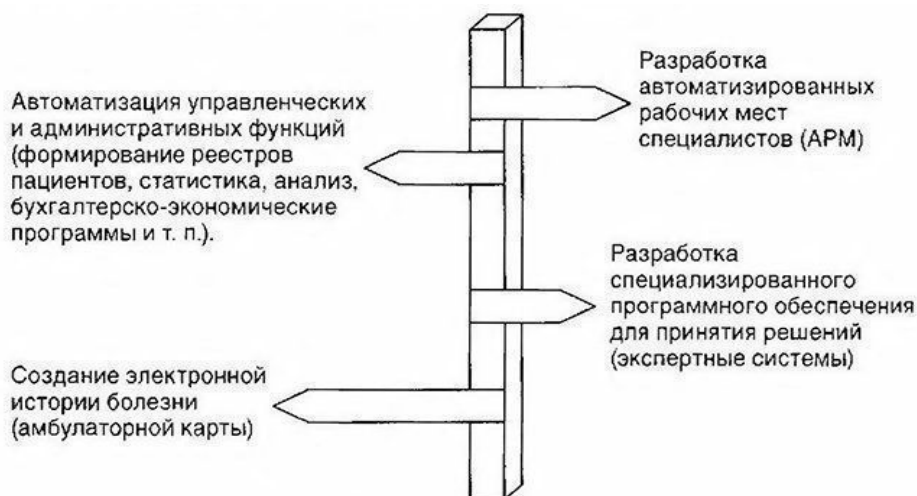 Разработка
автоматизированных
рабочих мест
специалистов (АРМ)
Автоматизация управленческих
и административных функций
(формирование реестров
пациентов, статистика, анализ,
бухгалтерско-экономические
программы и т. п.).
Разработка
специализированного
программного обеспечения
для принятия решений
(экспертные системы)
Создание электронной
истории болезни
(амбулаторной карты)